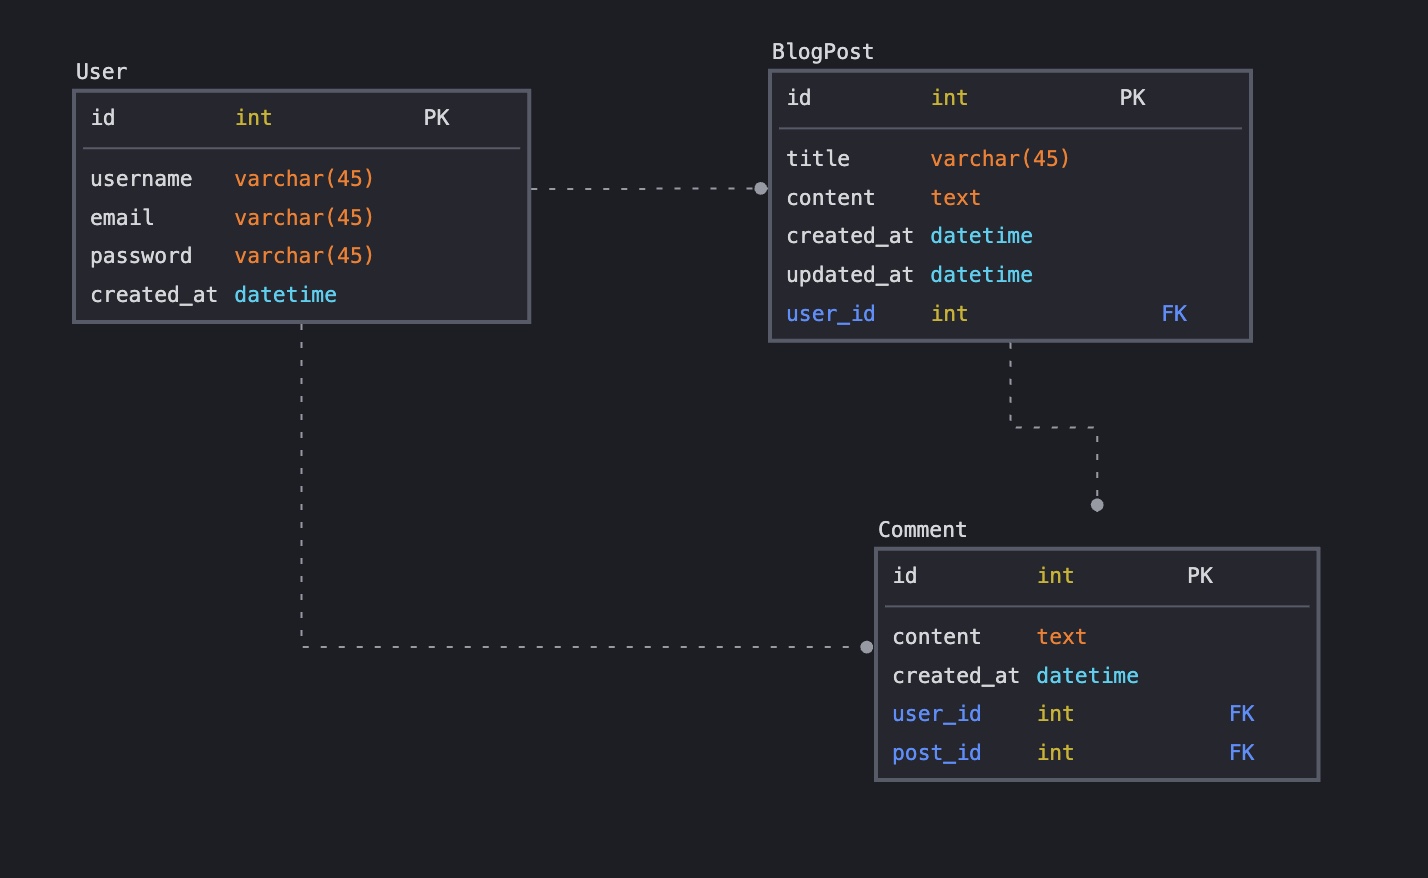 User
id int PK
username varchar(45)
email varchar(45)
password varchar(45)
created_at datetime
BlogPost
id int PK
title varchar(45)
content text
created_at datetime
updated_at datetime
user_id int FK
Comment
id int PK
content text
created_at datetime
user_id int FK
post_id int FK